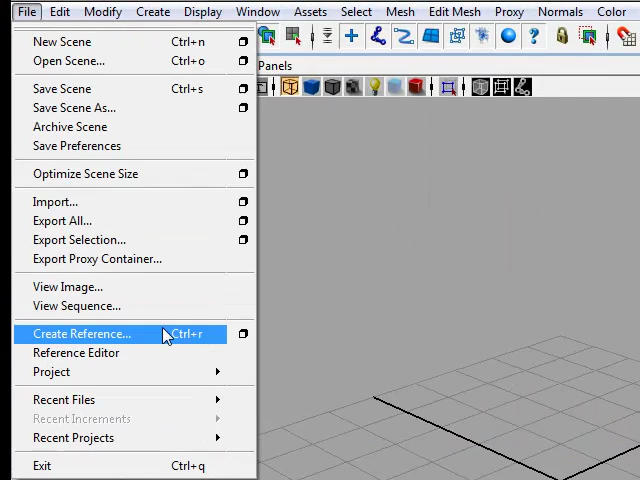 File Edit Modify Create Display Window Assets Select Mesh Edit Mesh Proxy Normals Color
Panels
New Scene Ctrl+n
Open Scene... Ctrl+o
Save Scene Ctrl+s
Save Scene As...
Archive Scene
Save Preferences
Optimize Scene Size
Import...
Export All...
Export Selection...
Export Proxy Container...
View Image...
View Sequence...
Create Reference... Ctrl+r
Reference Editor
Project
Recent Files
Recent Increments
Recent Projects
Exit Ctrl+q